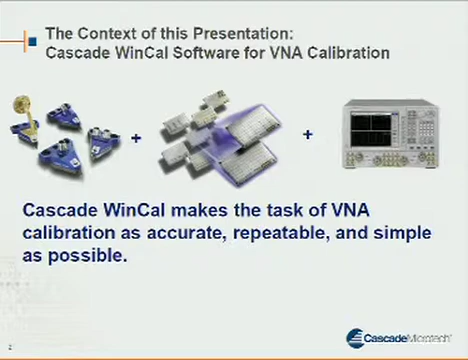 The Context of this Presentation:
Cascade WinCal Software for VNA Calibration
+
+
Cascade WinCal makes the task of VNA
calibration as accurate, repeatable, and simple
as possible.
2
CascadeMicrotech